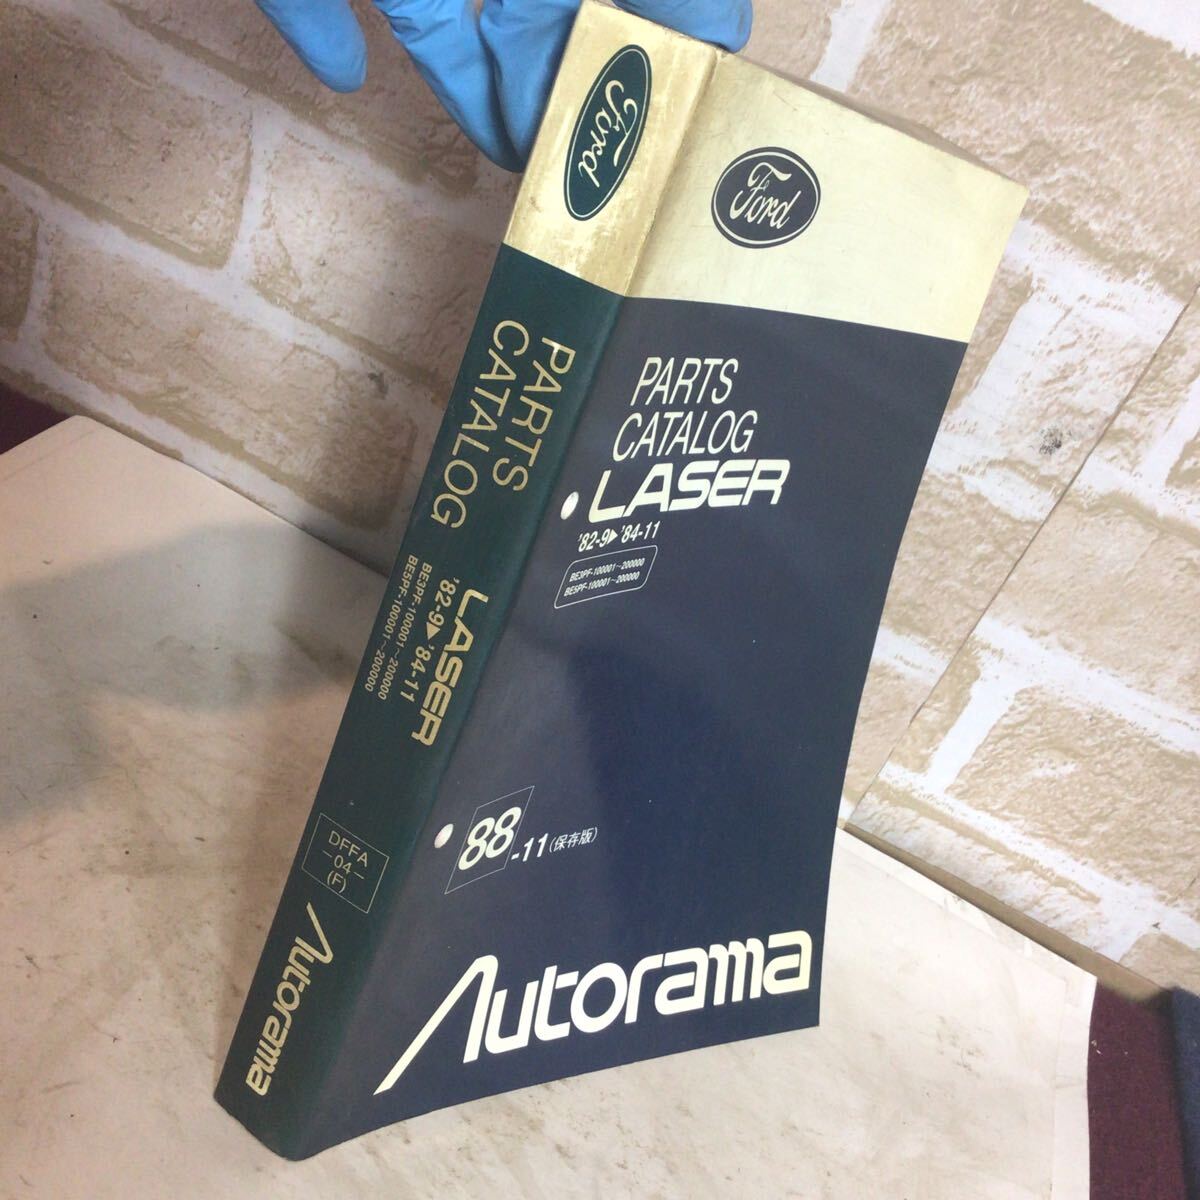 Ford
PARTS
CATALOG
LASER
'82-9▶'84-11
BE3PF-100001~200000
BE5PF-100001~200000
DFFA
-04-
(F)
Autorama
Ford
PARTS
CATALOG
LASER
'82-9▶'84-11
BE3PF-100001~200000
BE5PF-100001~200000
88-11(保存版)
Autorama